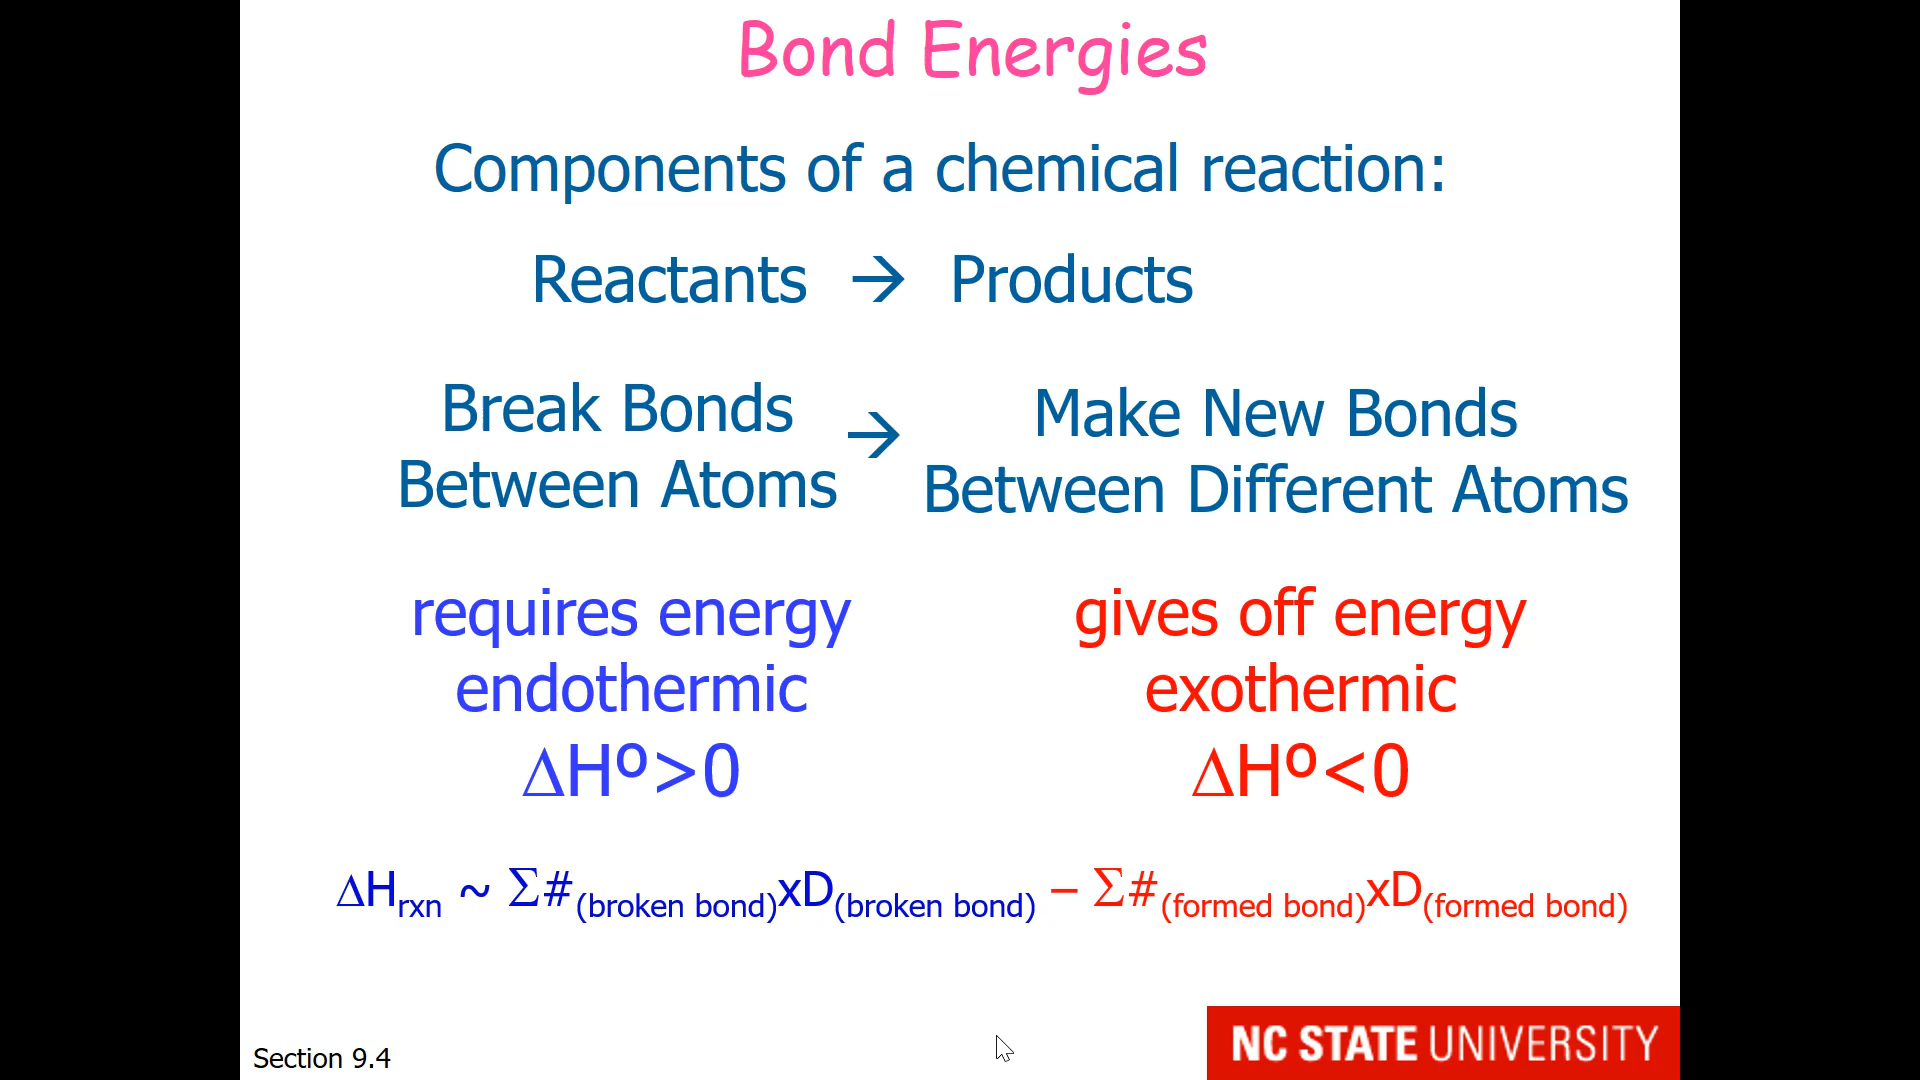 Bond Energies
Components of a chemical reaction:
Reactants → Products
Break Bonds
Between Atoms
→
Make New Bonds
Between Different Atoms
requires energy
endothermic
ΔHº>0
gives off energy
exothermic
ΔHº<0
ΔHrxn ~ Σ#(broken bond)xD(broken bond) – Σ#(formed bond)xD(formed bond)
Section 9.4
NC STATE UNIVERSITY